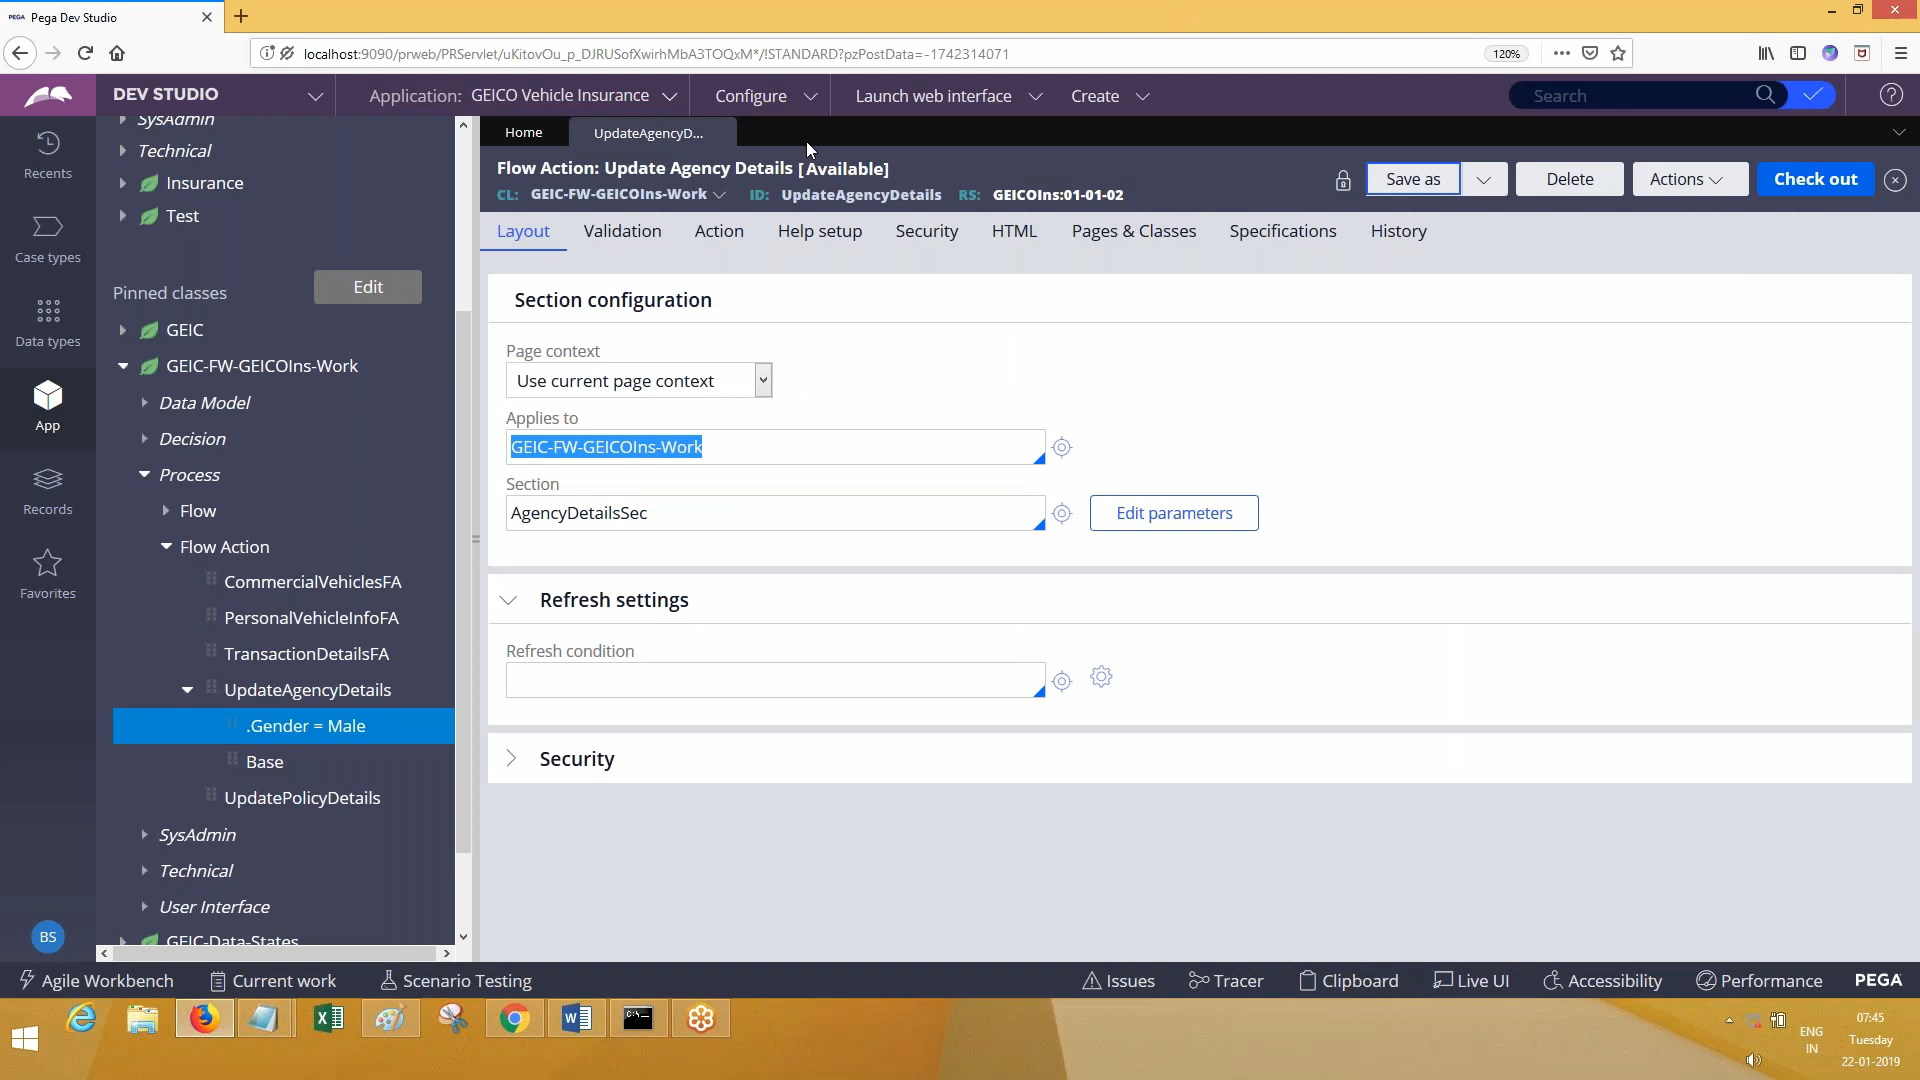 PEGA Pega Dev Studio
localhost:9090/prweb/PRServlet/uKitovOu_p_DJRUSofXwirhMbA3TOQxM*/!STANDARD?pzPostData=-1742314071
120%
DEV STUDIO
Application: GEICO Vehicle Insurance
Configure
Launch web interface
Create
Search
Recents
Case types
Data types
App
Records
Favorites
BS
SysAdmin
Technical
Insurance
Test
Pinned classes
Edit
GEIC
GEIC-FW-GEICOIns-Work
Data Model
Decision
Process
Flow
Flow Action
CommercialVehiclesFA
PersonalVehicleInfoFA
TransactionDetailsFA
UpdateAgencyDetails
.Gender = Male
Base
UpdatePolicyDetails
SysAdmin
Technical
User Interface
GEIC-Data-States
Home
UpdateAgencyD...
Flow Action: Update Agency Details [Available]
CL: GEIC-FW-GEICOIns-Work ID: UpdateAgencyDetails RS: GEICOIns:01-01-02
Save as
Delete
Actions
Check out
Layout
Validation
Action
Help setup
Security
HTML
Pages & Classes
Specifications
History
Section configuration
Page context
Use current page context
Applies to
GEIC-FW-GEICOIns-Work
Section
AgencyDetailsSec
Edit parameters
Refresh settings
Refresh condition
Security
Agile Workbench
Current work
Scenario Testing
Issues
Tracer
Clipboard
Live UI
Accessibility
Performance
PEGA
ENG
IN
07:45
Tuesday
22-01-2019